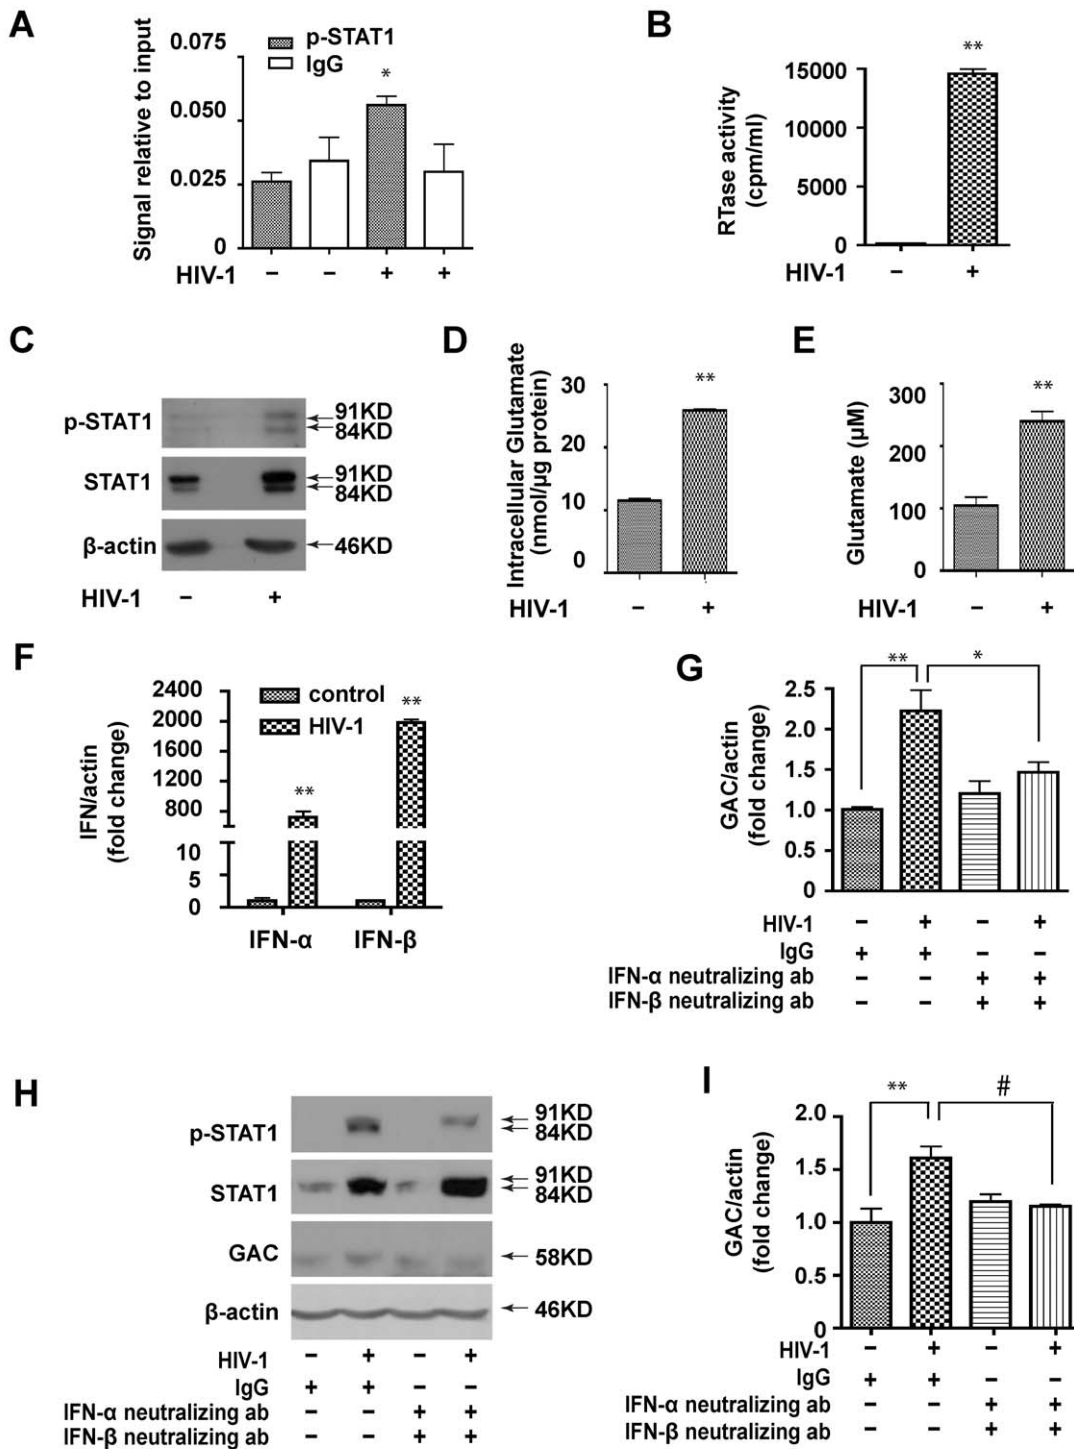 A
Signal relative to input
0.075
0.050
0.025
0
p-STAT1
IgG
*
HIV-1 − − + +
B
RTase activity
(cpm/ml)
15000
10000
5000
0
**
HIV-1 − +
C
p-STAT1
91KD
84KD
STAT1
91KD
84KD
β-actin
46KD
HIV-1 − +
D
Intracellular Glutamate
(nmol/μg protein)
30
20
10
0
**
HIV-1 − +
E
Glutamate (μM)
300
200
100
0
**
HIV-1 − +
F
IFN/actin
(fold change)
2400
2000
1600
1200
800
10
5
0
control
HIV-1
**
**
IFN-α IFN-β
G
GAC/actin
(fold change)
2.5
2.0
1.5
1.0
0.5
0
** *
HIV-1 − + − +
IgG + + − −
IFN-α neutralizing ab − − + +
IFN-β neutralizing ab − − + +
H
p-STAT1
91KD
84KD
STAT1
91KD
84KD
GAC
58KD
β-actin
46KD
HIV-1 − + − +
IgG + + − −
IFN-α neutralizing ab − − + +
IFN-β neutralizing ab − − + +
I
GAC/actin
(fold change)
2.0
1.5
1.0
0.5
0
** #
HIV-1 − + − +
IgG + + − −
IFN-α neutralizing ab − − + +
IFN-β neutralizing ab − − + +